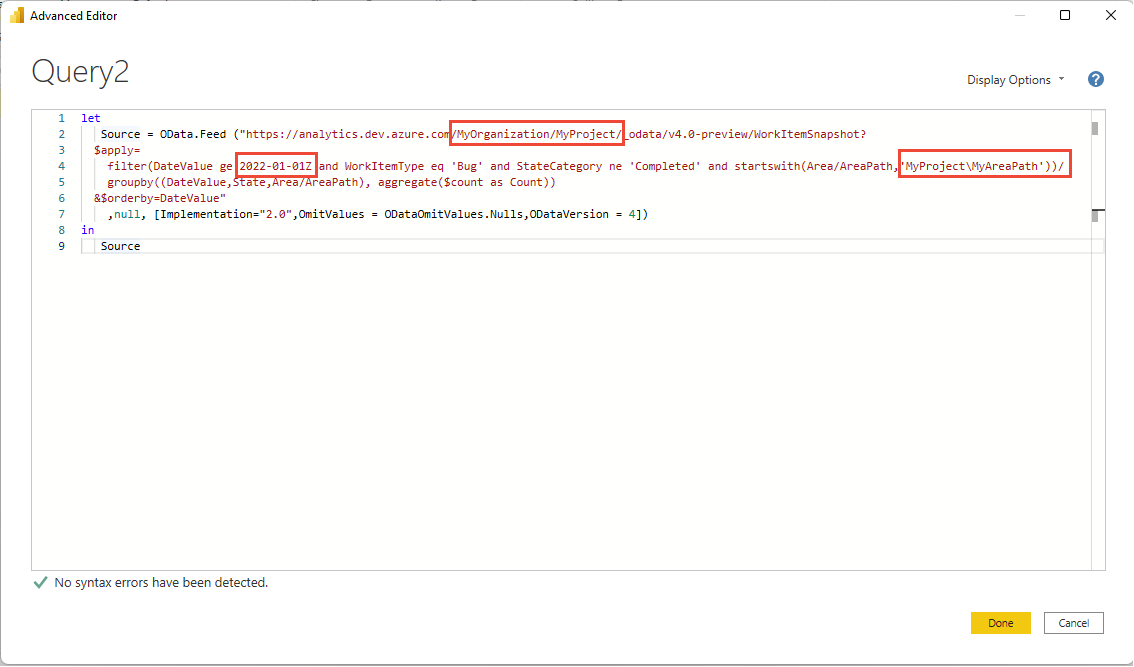 Advanced Editor
Query2
Display Options
?
1 let
2 Source = OData.Feed ("https://analytics.dev.azure.com/MyOrganization/MyProject/_odata/v4.0-preview/WorkItemSnapshot?
3 $apply=
4 filter(DateValue ge 2022-01-01Z and WorkItemType eq 'Bug' and StateCategory ne 'Completed' and startswith(Area/AreaPath,'MyProject\MyAreaPath'))/
5 groupby((DateValue,State,Area/AreaPath), aggregate($count as Count))
6 &$orderby=DateValue"
7 ,null, [Implementation="2.0",OmitValues = ODataOmitValues.Nulls,ODataVersion = 4])
8 in
9 Source
No syntax errors have been detected.
Done
Cancel